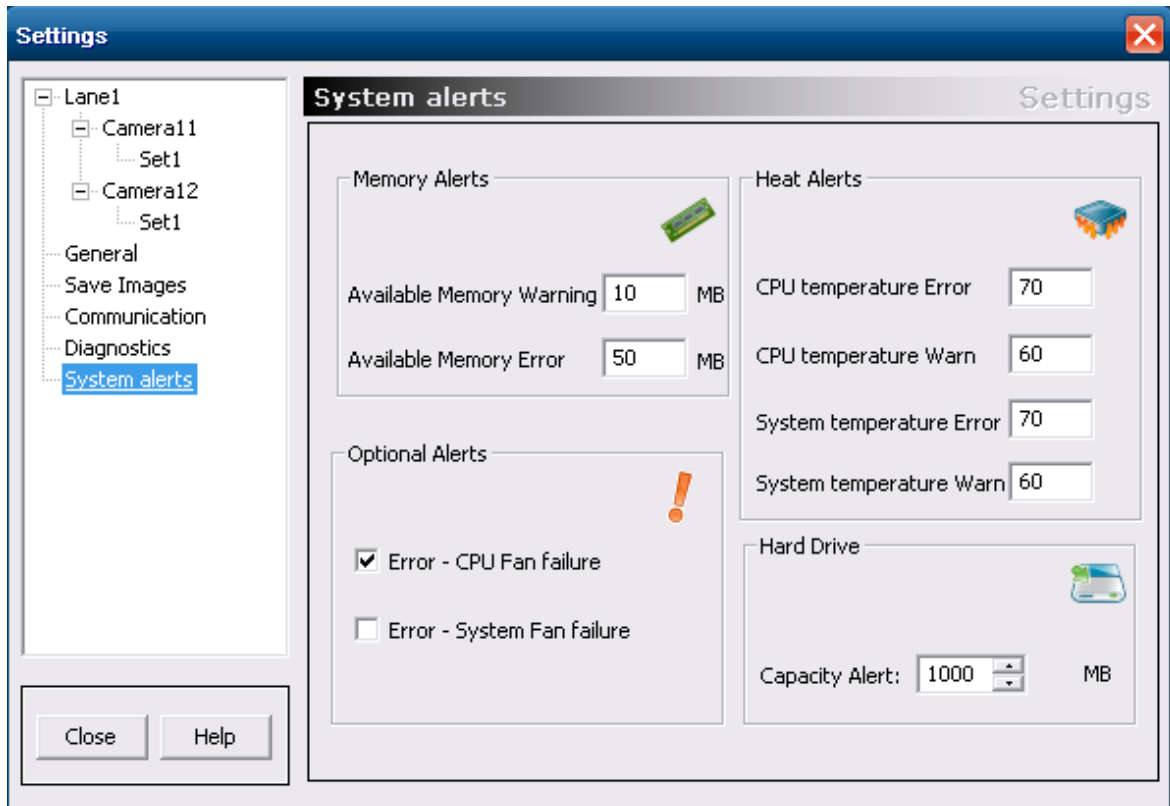 Settings
Lane1
Camera11
Set1
Camera12
Set1
General
Save Images
Communication
Diagnostics
System alerts
Close
Help
System alerts
Settings
Memory Alerts
Available Memory Warning 10 MB
Available Memory Error 50 MB
Optional Alerts
Error - CPU Fan failure
Error - System Fan failure
Heat Alerts
CPU temperature Error 70
CPU temperature Warn 60
System temperature Error 70
System temperature Warn 60
Hard Drive
Capacity Alert: 1000 MB